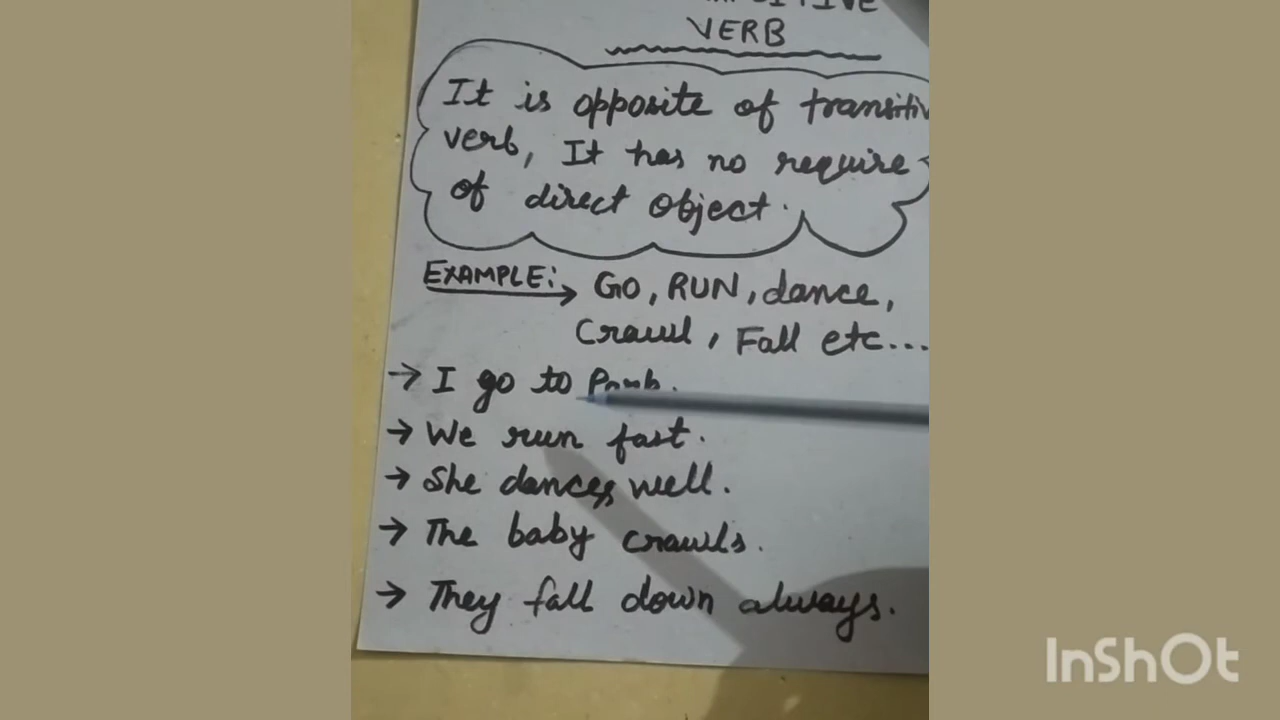 VERB
It is opposite of transitiv
verb, It has no require
of direct object.
EXAMPLE: → GO, RUN, dance,
Crawl, Fall etc...
→ I go to Park.
→ We run fast.
→ She dances well.
→ The baby crawls.
→ They fall down always.
InShOt